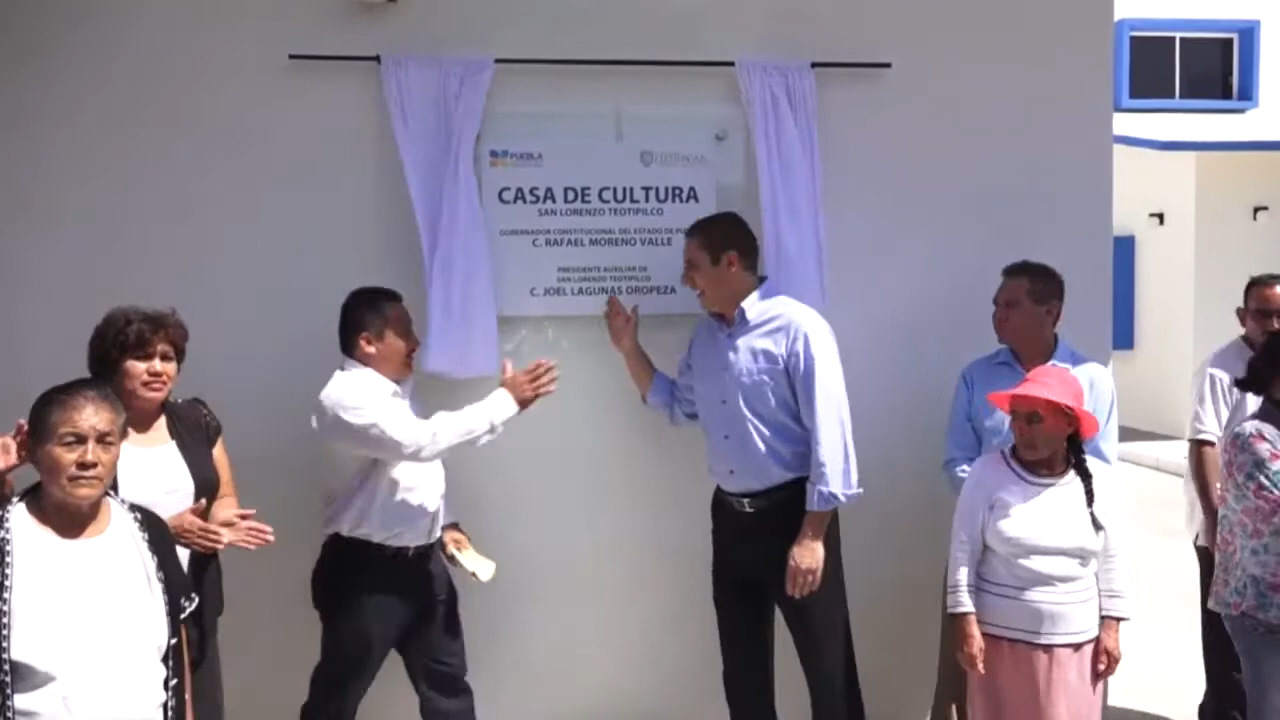 PUEBLA
CASA DE CULTURA
SAN LORENZO TEOTIPILCO
GOBERNADOR CONSTITUCIONAL DEL ESTADO DE
C. RAFAEL MORENO VALLE
PRESIDENTE AUXILIAR DE
SAN LORENZO TEOTIPILCO
C. JOEL LAGUNAS OROPEZA